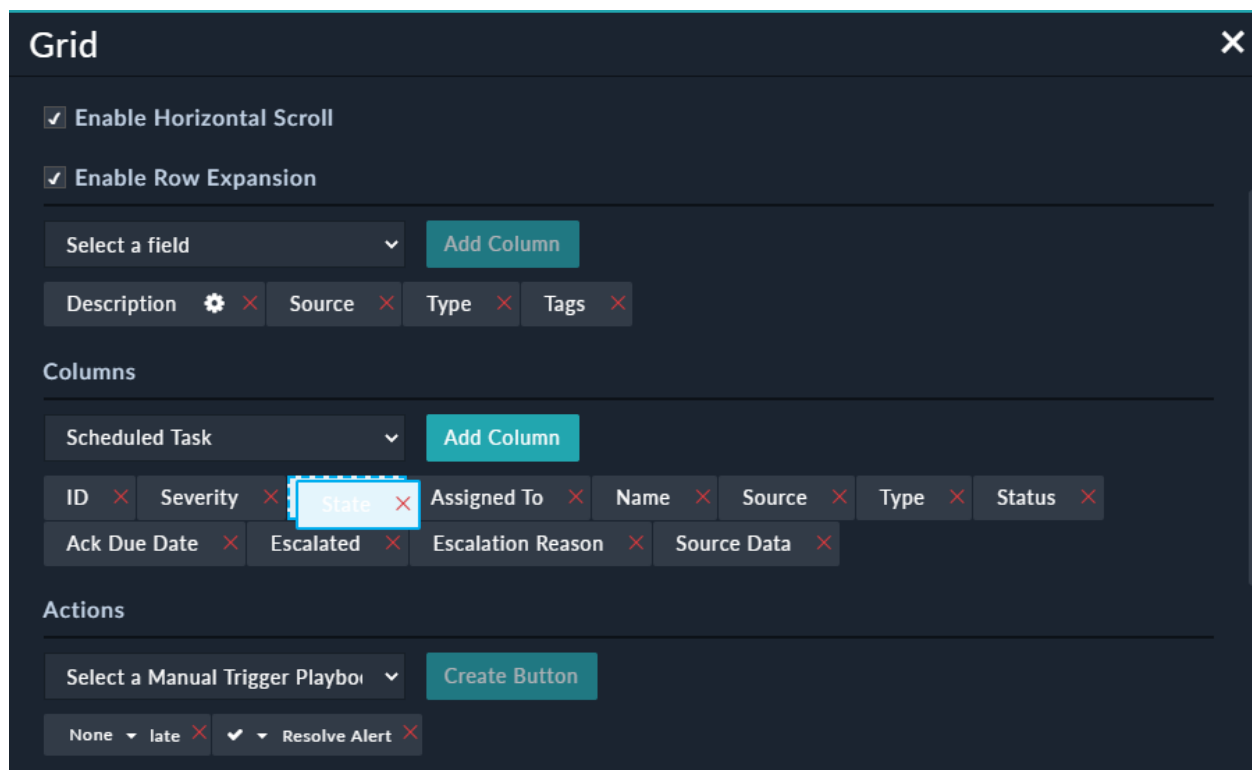 Grid
Enable Horizontal Scroll
Enable Row Expansion
Select a field Add Column
Description Source Type Tags
Columns
Scheduled Task Add Column
ID Severity State Assigned To Name Source Type Status
Ack Due Date Escalated Escalation Reason Source Data
Actions
Select a Manual Trigger Playbo Create Button
None late Resolve Alert